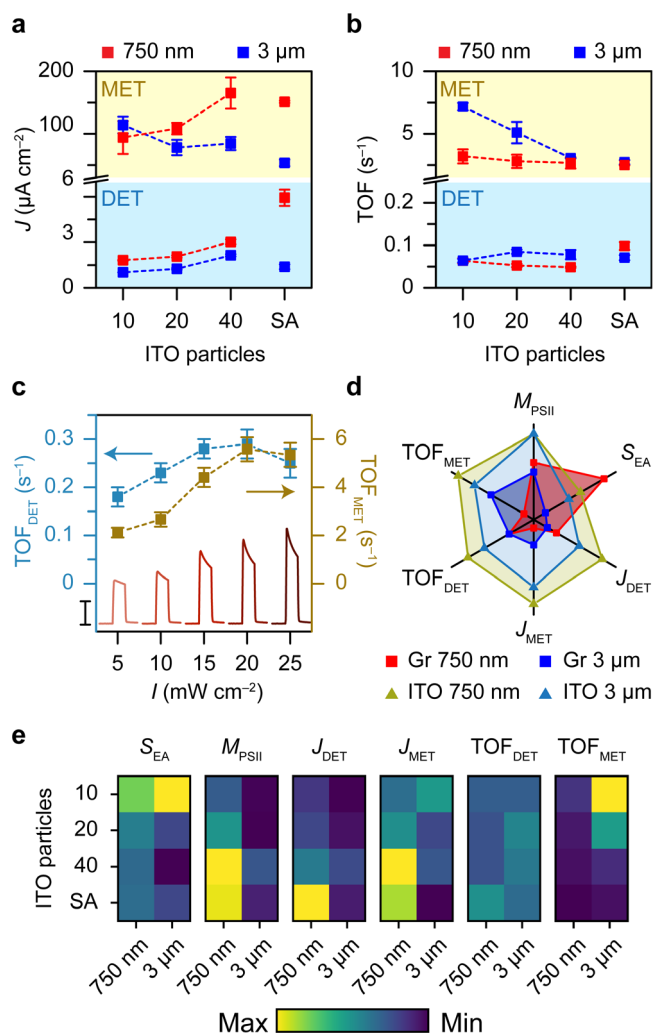 a
750 nm 3 µm
MET
DET
200
100
6
3
0
J (µA cm⁻²)
10 20 40 SA
ITO particles
b
750 nm 3 µm
MET
DET
10
5
0.2
0.1
0
TOF (s⁻¹)
10 20 40 SA
ITO particles
c
0.3
0.2
0.1
0
TOF_DET (s⁻¹)
6
4
2
0
TOF_MET (s⁻¹)
5 10 15 20 25
I (mW cm⁻²)
d
M_PSII
S_EA
J_DET
J_MET
TOF_DET
TOF_MET
Gr 750 nm Gr 3 µm
ITO 750 nm ITO 3 µm
e
S_EA M_PSII J_DET J_MET TOF_DET TOF_MET
10
20
40
SA
ITO particles
750 nm 3 µm 750 nm 3 µm 750 nm 3 µm 750 nm 3 µm 750 nm 3 µm 750 nm 3 µm
Max Min